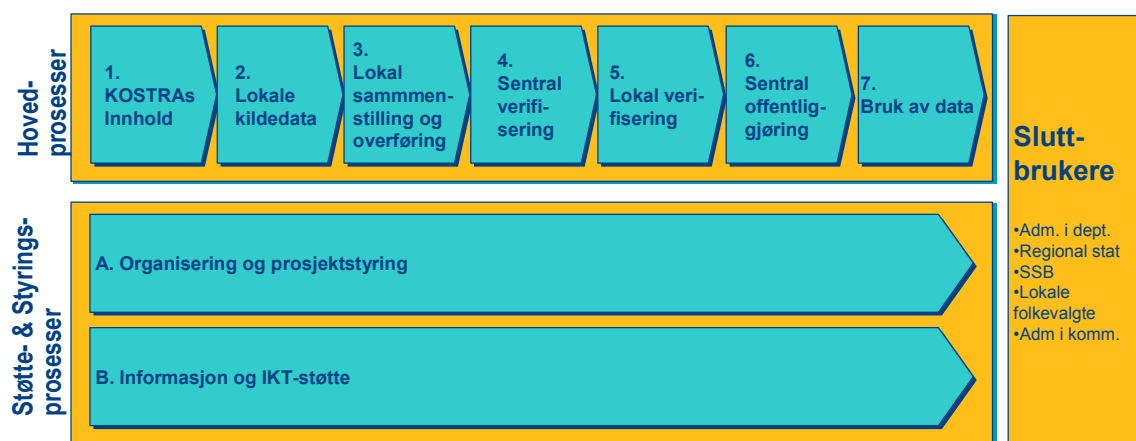 Hoved-
prosesser
1.
KOSTRAs
Innhold
2.
Lokale
kildedata
3.
Lokal
sammmen-
stilling og
overføring
4.
Sentral
verifi-
sering
5.
Lokal veri-
fisering
6.
Sentral
offentlig-
gjøring
7.
Bruk av data
Støtte- & Styrings-
prosesser
A. Organisering og prosjektstyring
B. Informasjon og IKT-støtte
Slutt-
brukere
•Adm. i dept.
•Regional stat
•SSB
•Lokale
folkevalgte
•Adm i komm.